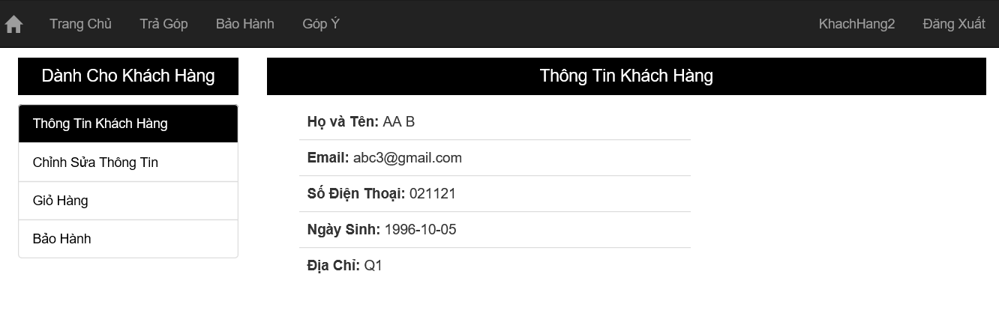 Trang Chủ Trả Góp Bảo Hành Góp Ý KhachHang2 Đăng Xuất
Dành Cho Khách Hàng
Thông Tin Khách Hàng
Chỉnh Sửa Thông Tin
Giỏ Hàng
Bảo Hành
Thông Tin Khách Hàng
Họ và Tên: AA B
Email: abc3@gmail.com
Số Điện Thoại: 021121
Ngày Sinh: 1996-10-05
Địa Chỉ: Q1